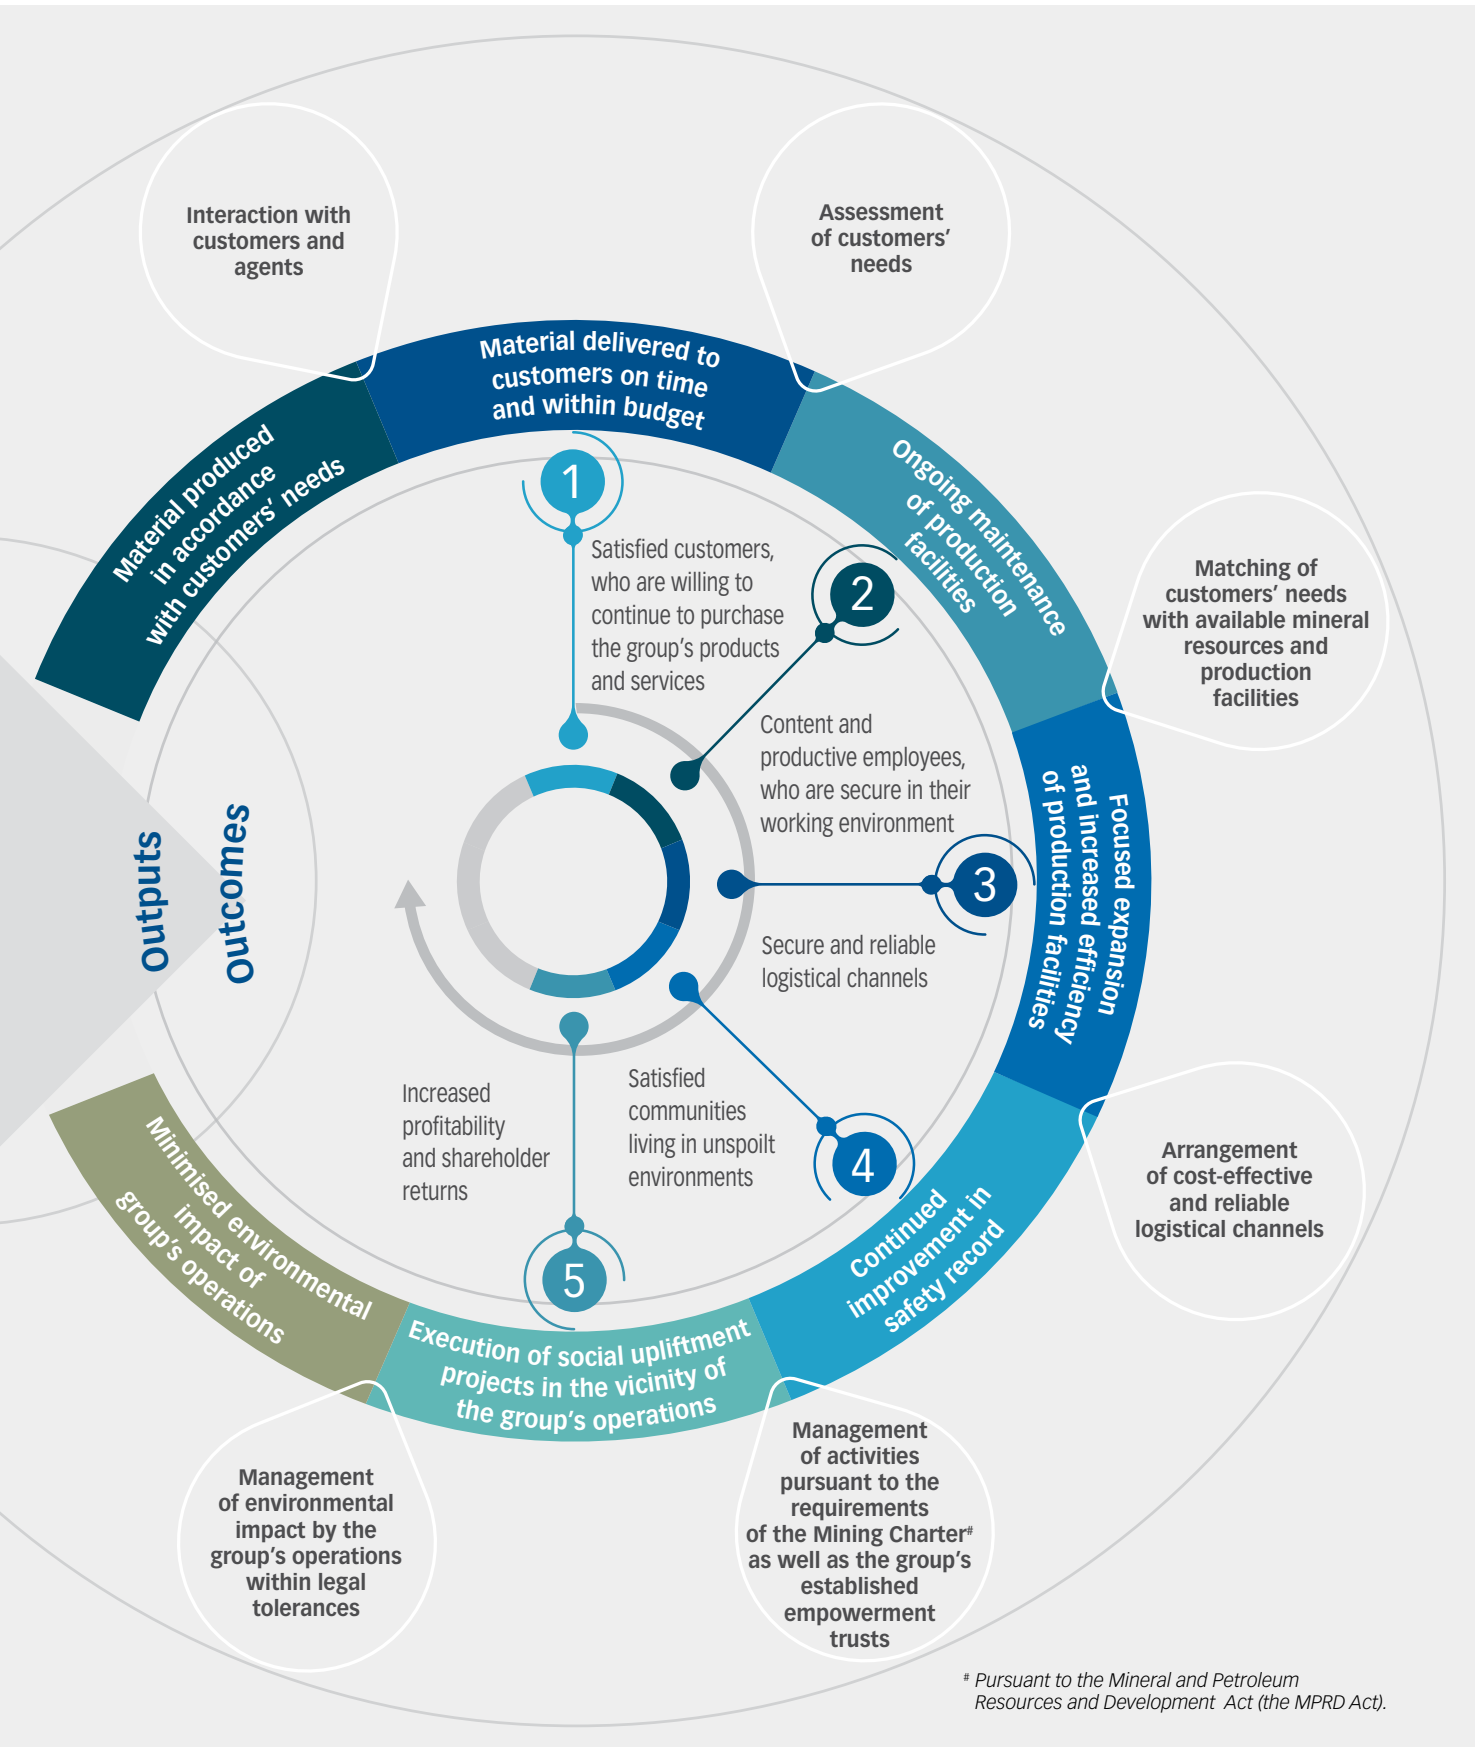 Interaction with
customers and
agents
Assessment
of customers'
needs
Matching of
customers' needs
with available mineral
resources and
production
facilities
Arrangement
of cost-effective
and reliable
logistical channels
Management
of activities
pursuant to the
requirements
of the Mining Charter#
as well as the group's
established
empowerment
trusts
Management
of environmental
impact by the
group's operations
within legal
tolerances
Outputs
Material produced
in accordance
with customers' needs
Material delivered to
customers on time
and within budget
Ongoing maintenance
of production
facilities
Focused expansion
and increased efficiency
of production facilities
Continued
improvement in
safety record
Execution of social upliftment
projects in the vicinity of
the group's operations
Minimised environmental
impact of
group's operations
Outcomes
1
Satisfied customers,
who are willing to
continue to purchase
the group's products
and services
2
Content and
productive employees,
who are secure in their
working environment
3
Secure and reliable
logistical channels
4
Satisfied
communities
living in unspoilt
environments
5
Increased
profitability
and shareholder
returns
# Pursuant to the Mineral and Petroleum
Resources and Development Act (the MPRD Act).